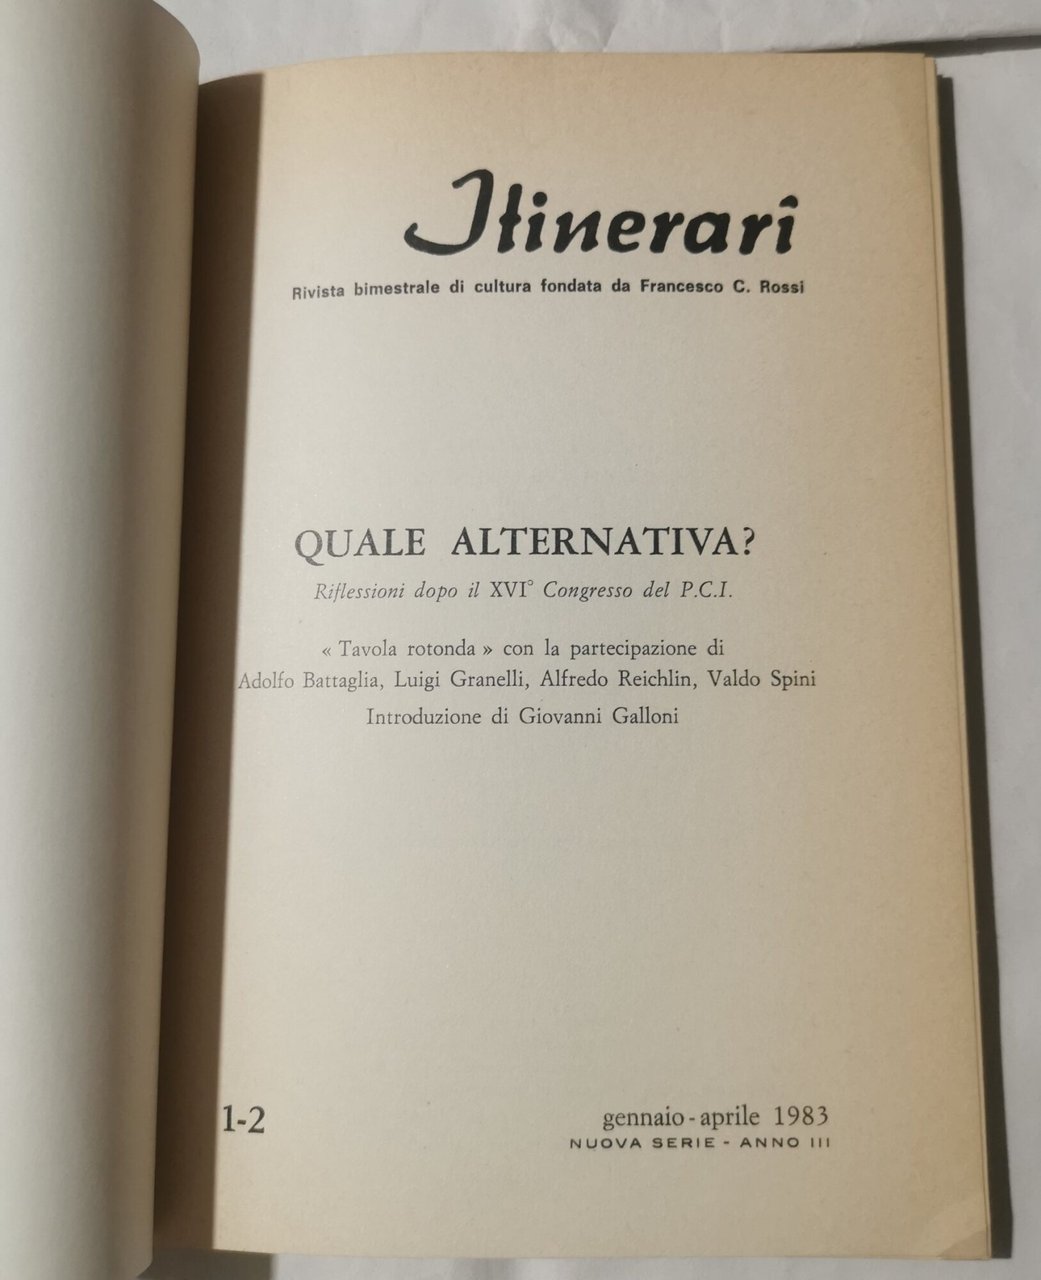 Itinerarî
Rivista bimestrale di cultura fondata da Francesco C. Rossi
QUALE ALTERNATIVA?
Riflessioni dopo il XVI° Congresso del P.C.I.
« Tavola rotonda » con la partecipazione di
Adolfo Battaglia, Luigi Granelli, Alfredo Reichlin, Valdo Spini
Introduzione di Giovanni Galloni
1-2
gennaio - aprile 1983
NUOVA SERIE - ANNO III